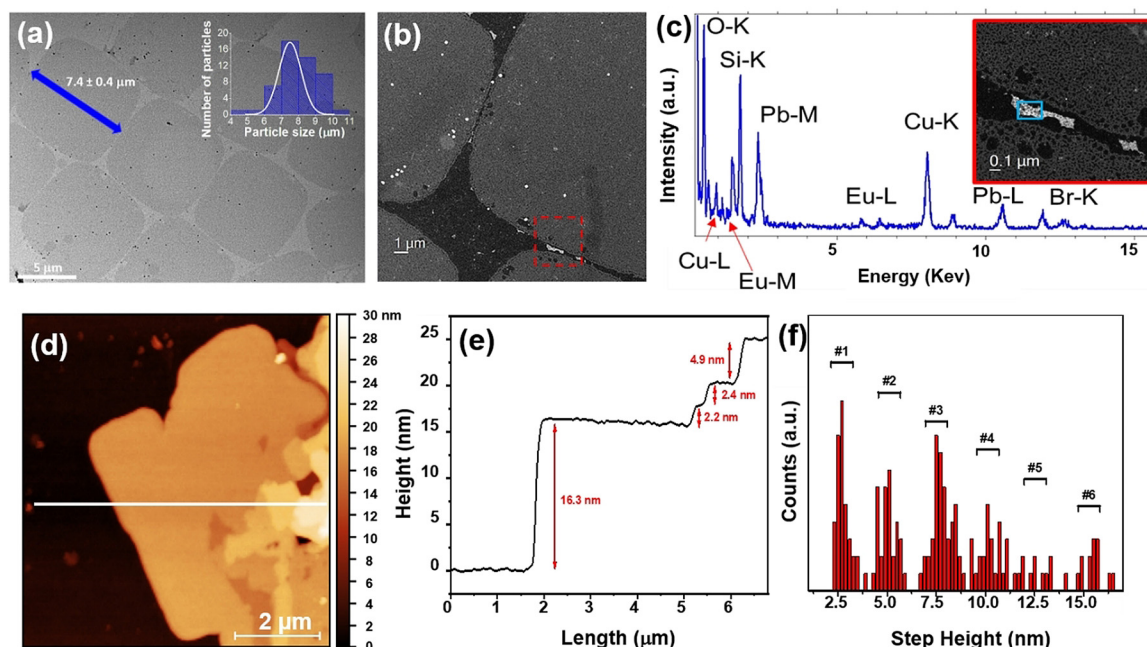 (a)
7.4 ± 0.4 µm
5 µm
Number of particles
20
16
12
8
4
0
4 5 6 7 8 9 10 11
Particle size (µm)
(b)
1 µm
(c)
O-K
Si-K
Pb-M
Cu-K
Eu-L
Pb-L
Br-K
Cu-L
Eu-M
0.1 µm
Intensity (a.u.)
5 10 15
Energy (Kev)
(d)
2 µm
30 nm
28
26
24
22
20
18
16
14
12
10
8
6
4
2
0
(e)
Height (nm)
25
20
15
10
5
0
4.9 nm
2.4 nm
2.2 nm
16.3 nm
0 2 4 6
Length (µm)
(f)
Counts (a.u.)
#1
#2
#3
#4
#5
#6
2.5 5.0 7.5 10.0 12.5 15.0
Step Height (nm)